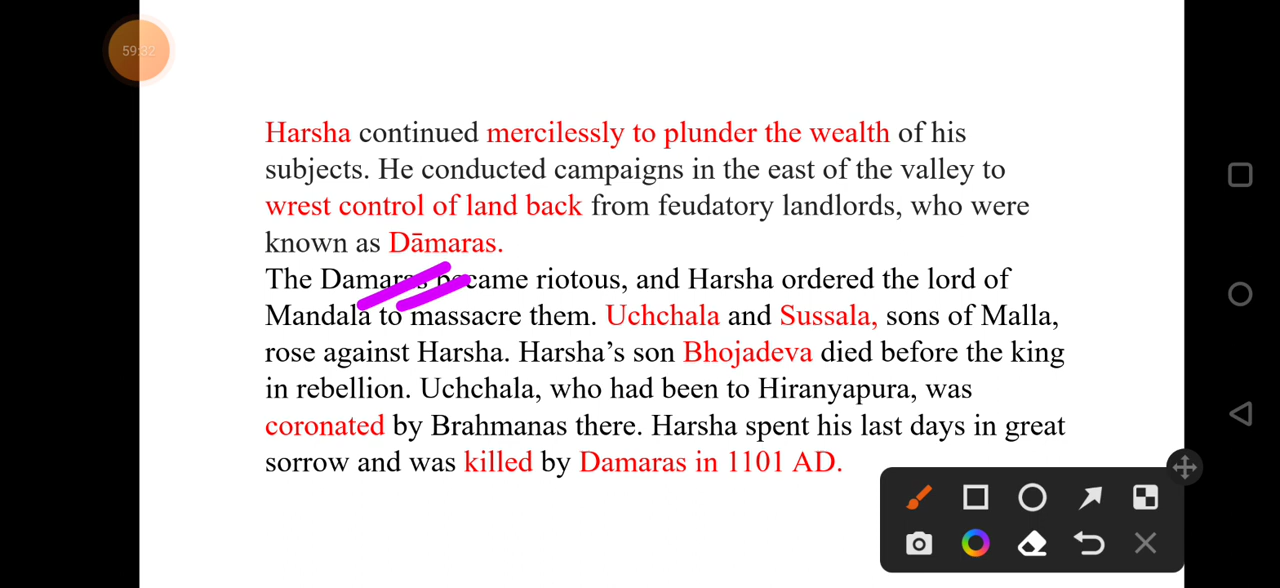 59:32
Harsha continued mercilessly to plunder the wealth of his
subjects. He conducted campaigns in the east of the valley to
wrest control of land back from feudatory landlords, who were
known as Dāmaras.
The Damaras became riotous, and Harsha ordered the lord of
Mandala to massacre them. Uchchala and Sussala, sons of Malla,
rose against Harsha. Harsha’s son Bhojadeva died before the king
in rebellion. Uchchala, who had been to Hiranyapura, was
coronated by Brahmanas there. Harsha spent his last days in great
sorrow and was killed by Damaras in 1101 AD.